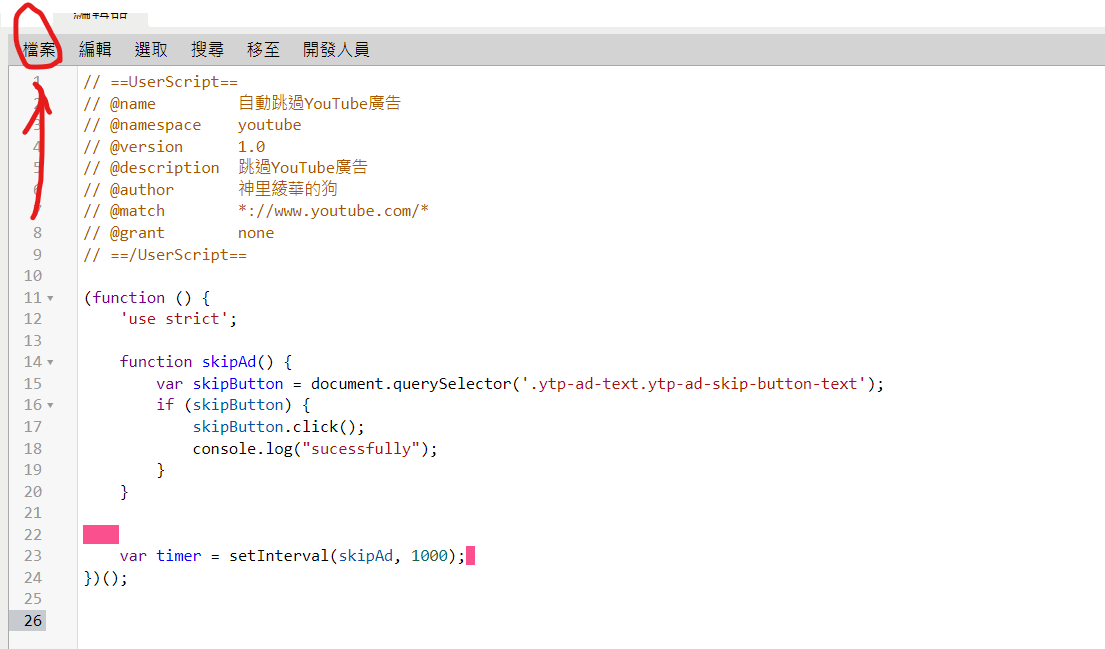 編輯器
檔案 編輯 選取 搜尋 移至 開發人員
1 // ==UserScript==
2 // @name 自動跳過YouTube廣告
3 // @namespace youtube
4 // @version 1.0
5 // @description 跳過YouTube廣告
6 // @author 神里綾華的狗
7 // @match *://www.youtube.com/*
8 // @grant none
9 // ==/UserScript==
10
11 (function () {
12 'use strict';
13
14 function skipAd() {
15 var skipButton = document.querySelector('.ytp-ad-text.ytp-ad-skip-button-text');
16 if (skipButton) {
17 skipButton.click();
18 console.log("sucessfully");
19 }
20 }
21
22
23 var timer = setInterval(skipAd, 1000);
24 })();
25
26